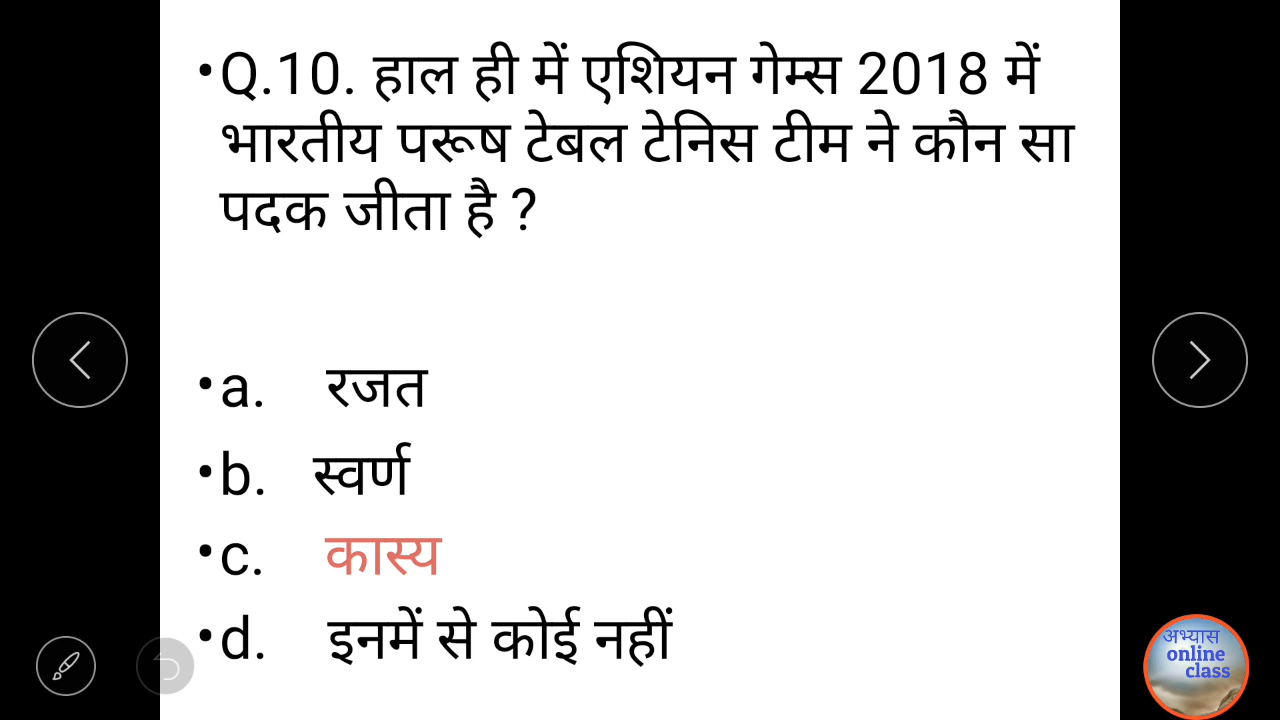 •Q.10. हाल ही में एशियन गेम्स 2018 में
भारतीय परूष टेबल टेनिस टीम ने कौन सा
पदक जीता है ?
•a. रजत
•b. स्वर्ण
•c. कास्य
•d. इनमें से कोई नहीं
अभ्यास
online
class